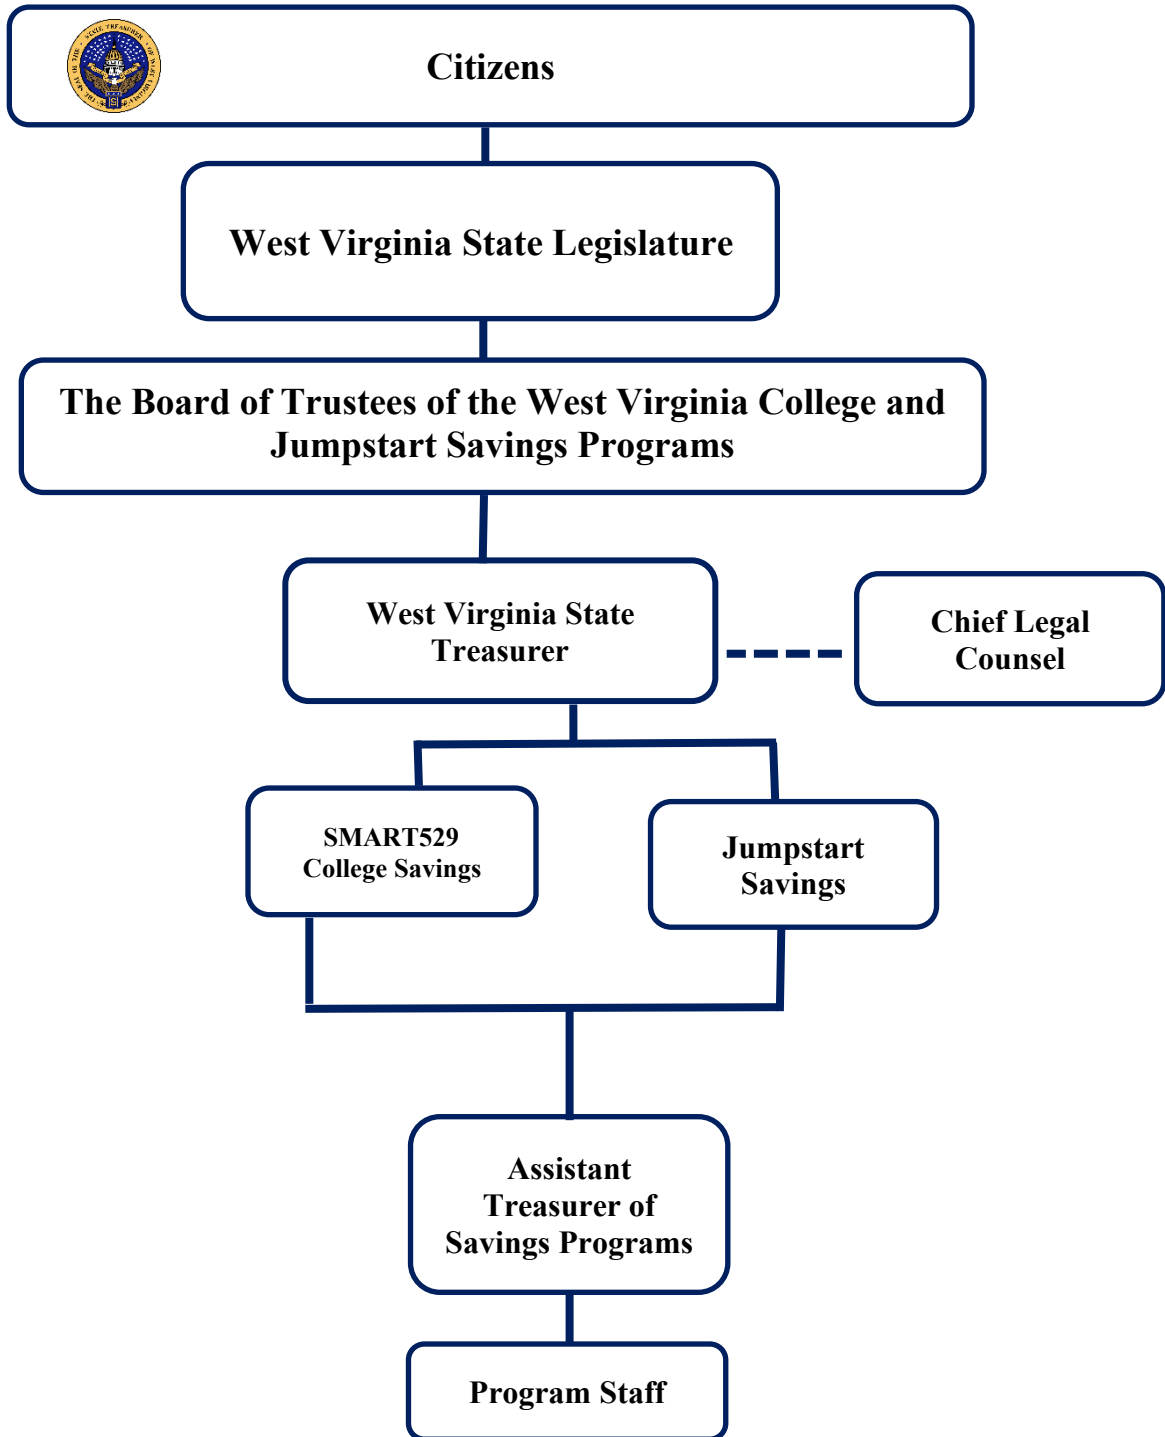 Citizens
West Virginia State Legislature
The Board of Trustees of the West Virginia College and
Jumpstart Savings Programs
West Virginia State
Treasurer
Chief Legal
Counsel
SMART529
College Savings
Jumpstart
Savings
Assistant
Treasurer of
Savings Programs
Program Staff